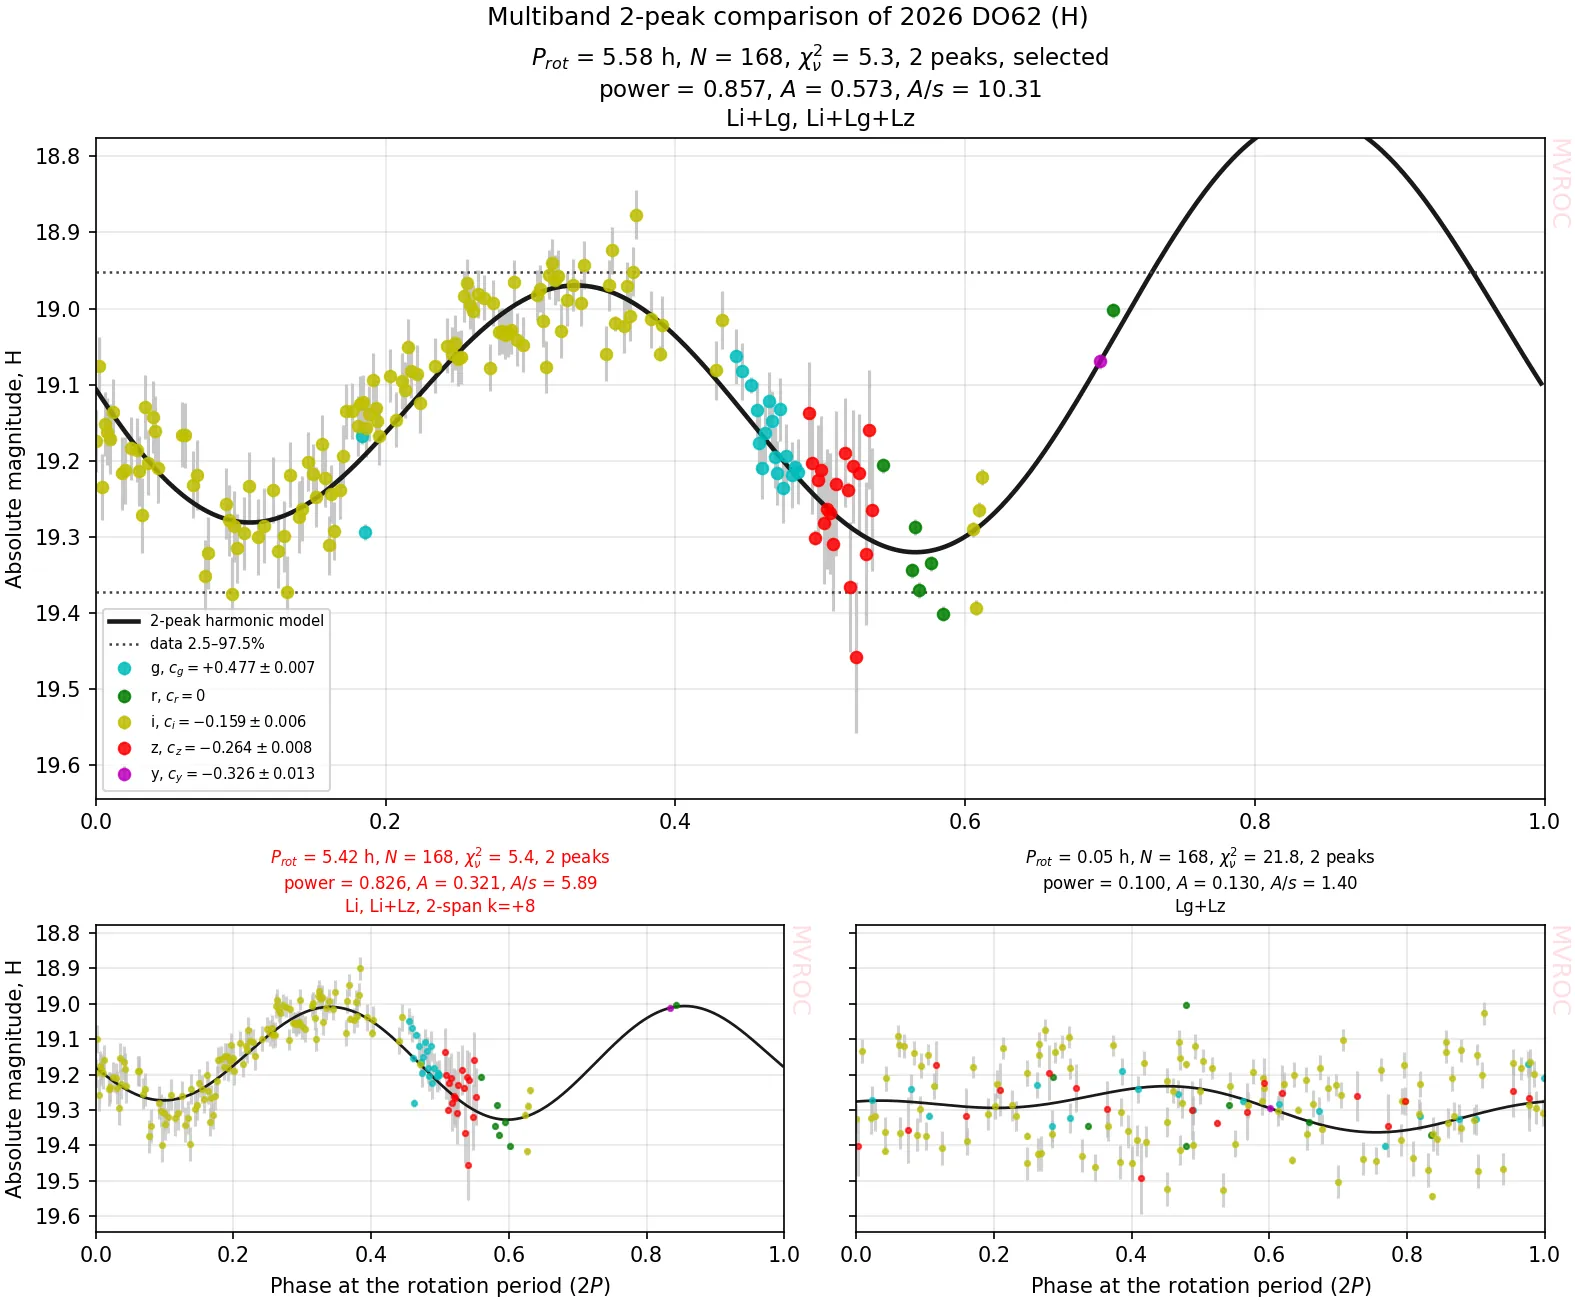 Multiband 2-peak comparison of 2026 DO62 (H)
P_rot = 5.58 h, N = 168, χ²_ν = 5.3, 2 peaks, selected
power = 0.857, A = 0.573, A/s = 10.31
Li+Lg, Li+Lg+Lz
18.8
18.9
19.0
19.1
19.2
19.3
19.4
19.5
19.6
Absolute magnitude, H
MVROC
2-peak harmonic model
data 2.5–97.5%
g, c_g = +0.477 ± 0.007
r, c_r = 0
i, c_i = −0.159 ± 0.006
z, c_z = −0.264 ± 0.008
y, c_y = −0.326 ± 0.013
0.0 0.2 0.4 0.6 0.8 1.0
P_rot = 5.42 h, N = 168, χ²_ν = 5.4, 2 peaks
power = 0.826, A = 0.321, A/s = 5.89
Li, Li+Lz, 2-span k=+8
18.8
18.9
19.0
19.1
19.2
19.3
19.4
19.5
19.6
Absolute magnitude, H
MVROC
0.0 0.2 0.4 0.6 0.8 1.0
Phase at the rotation period (2P)
P_rot = 0.05 h, N = 168, χ²_ν = 21.8, 2 peaks
power = 0.100, A = 0.130, A/s = 1.40
Lg+Lz
MVROC
0.0 0.2 0.4 0.6 0.8 1.0
Phase at the rotation period (2P)